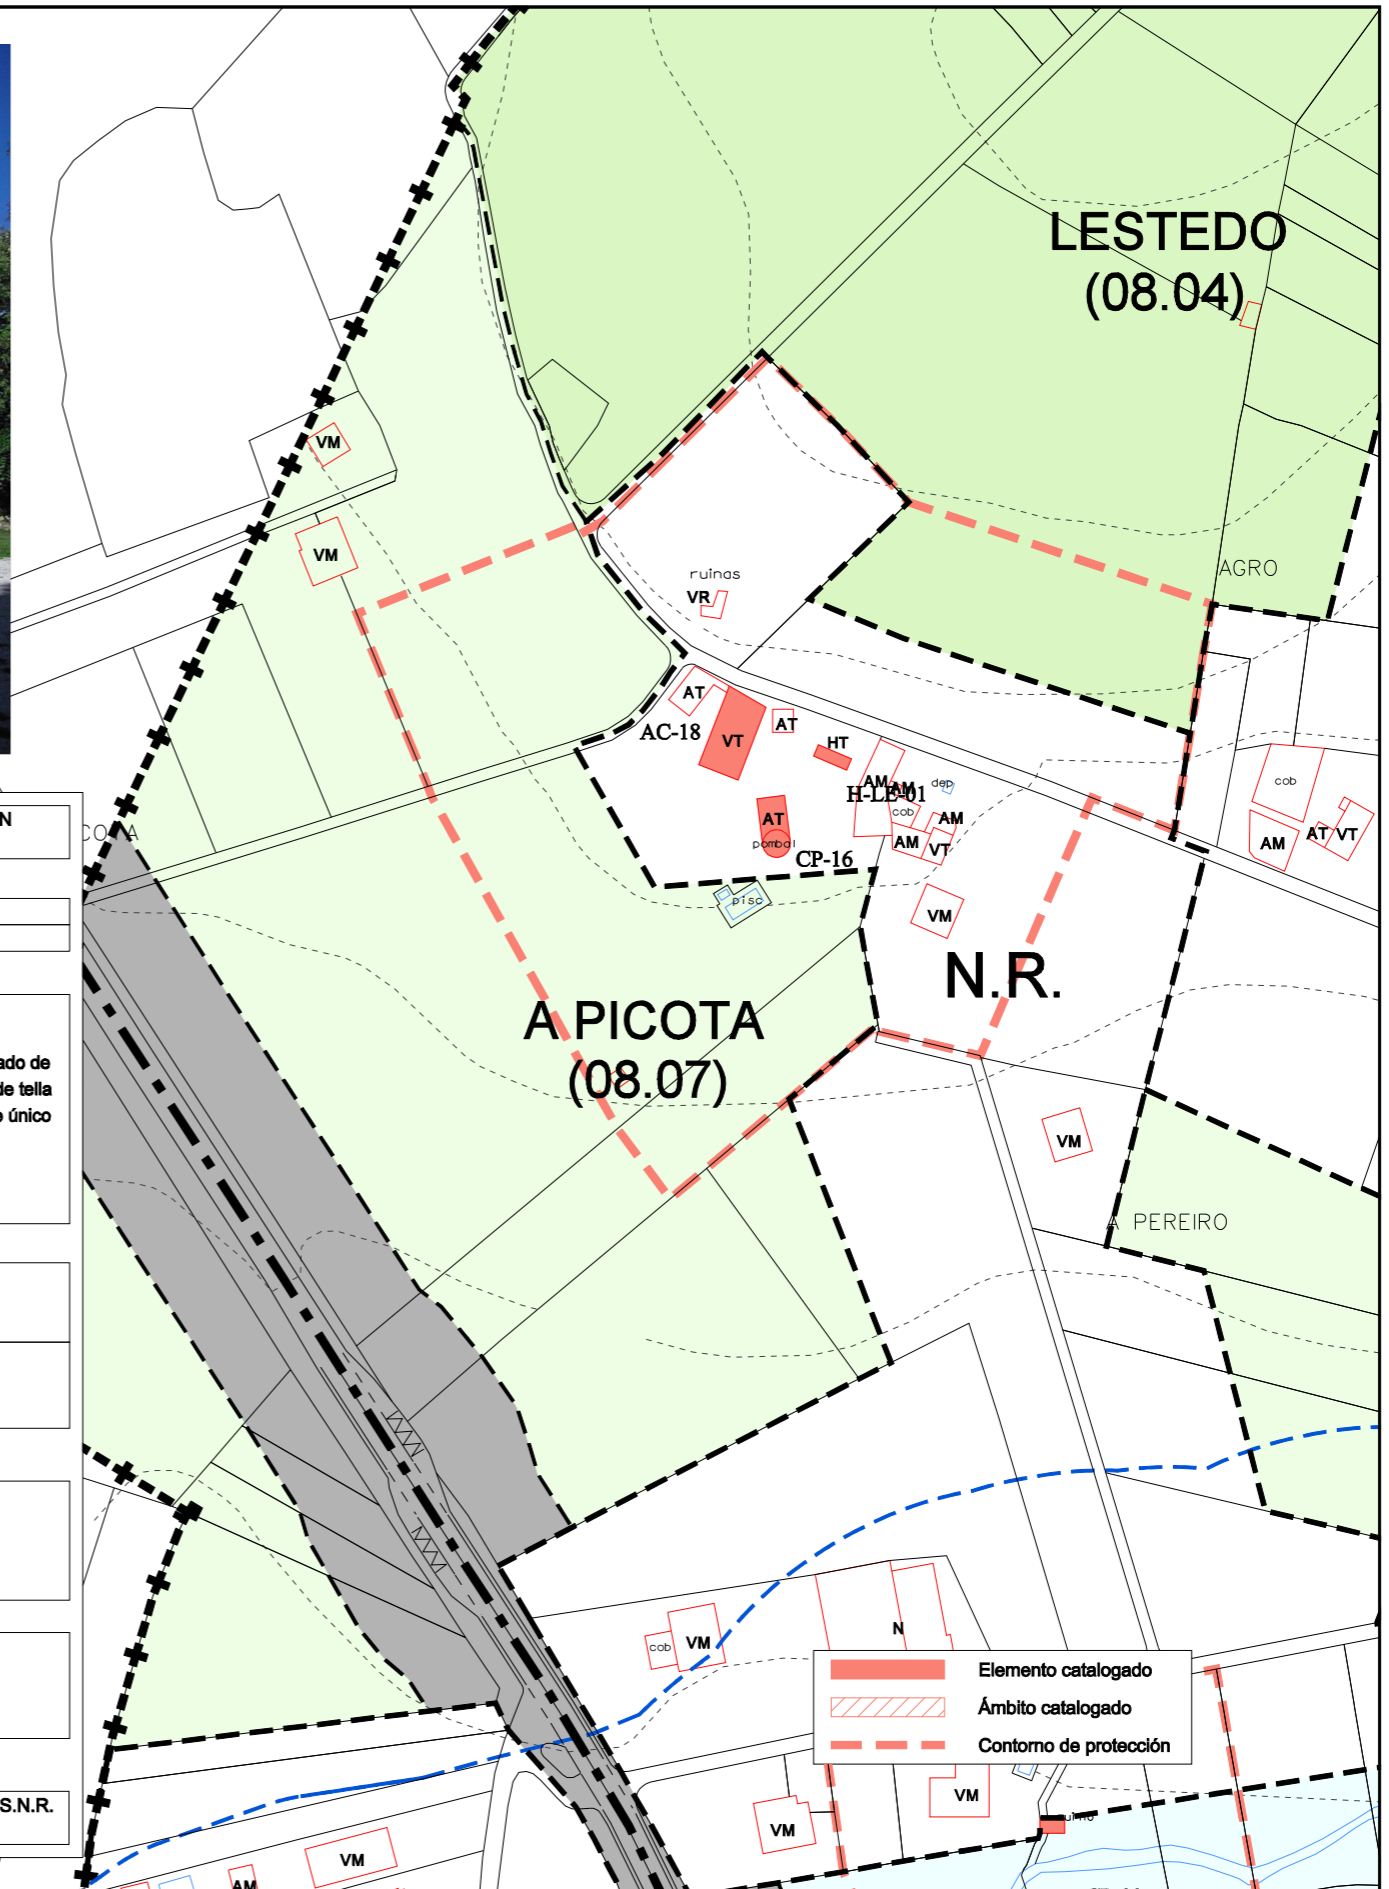 LESTEDO
(08.04)
VM
VM
AGRO
ruinas
VR
AT
AC-18
VT
AT
HT
AM
AM
dep
H-LE-01
cob
AM
AM
VT
AT
pombal
CP-16
cob
AM
AT
VT
pisc
VM
N.R.
N
A PICOTA
(08.07)
ado de
de tella
único
VM
A PEREIRO
N
cob
VM
Elemento catalogado
Ámbito catalogado
Contorno de protección
S.N.R.
VM
VM
VM
AM